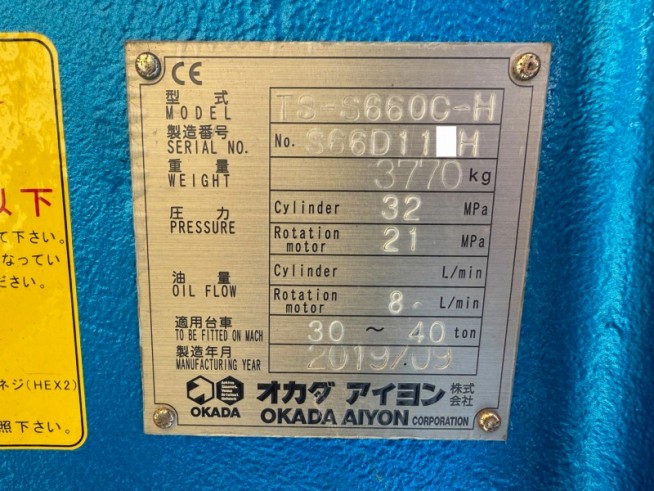 CE
型 式 MODEL TS-S660C-H
製造番号 SERIAL NO. No. S66D11 H
重 量 WEIGHT 3770 kg
圧 力 PRESSURE
Cylinder 32 MPa
Rotation motor 21 MPa
油 量 OIL FLOW
Cylinder L/min
Rotation motor 8. L/min
適用台車 TO BE FITTED ON MACH 30 ～ 40 ton
製造年月 MANUFACTURING YEAR 2019/09
OKADA オカダ アイヨン 株式会社
OKADA AIYON CORPORATION
以下
て下さい。
なってい
ださい。
ネジ(HEX2)
照下さい。